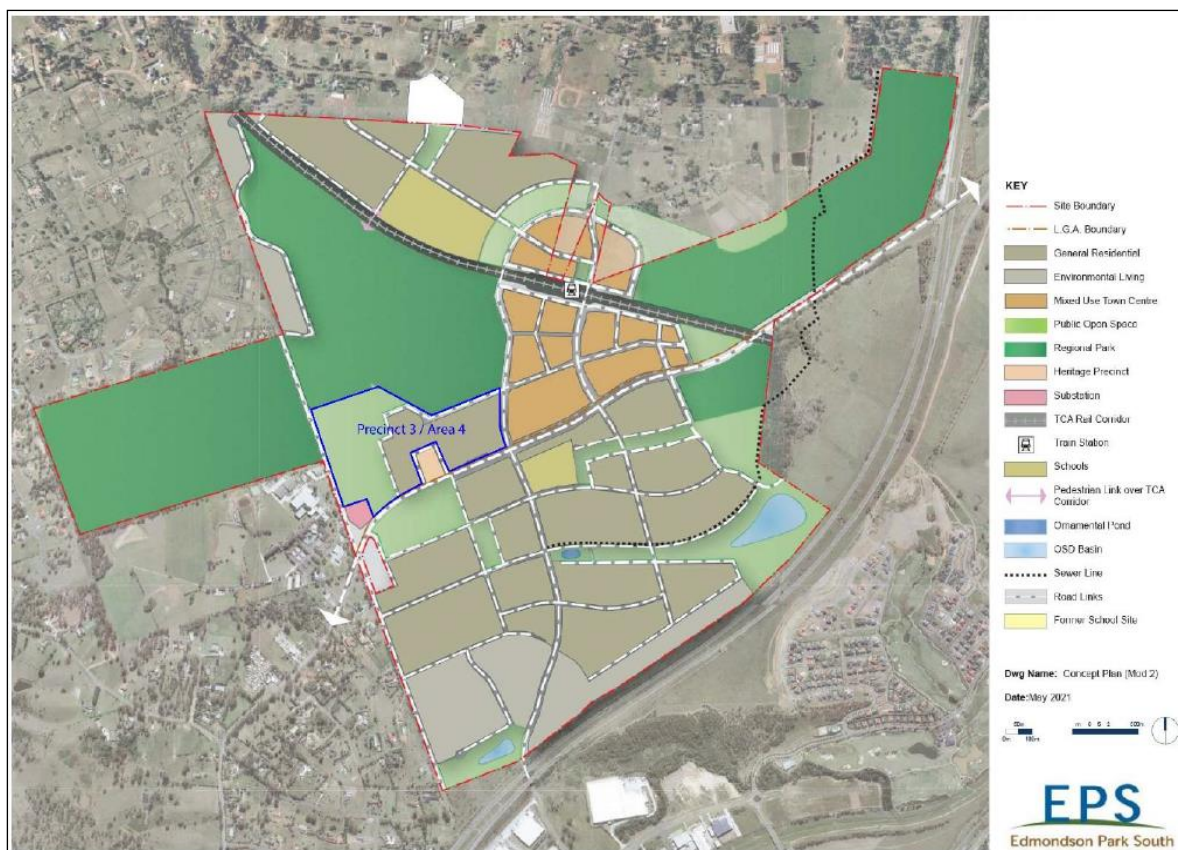 Precinct 3 / Area 4
KEY
Site Boundary
L.G.A. Boundary
General Residential
Environmental Living
Mixed Use Town Centre
Public Open Space
Regional Park
Heritage Precinct
Substation
TCA Rail Corridor
Train Station
Schools
Pedestrian Link over TCA
Corridor
Ornamental Pond
OSD Basin
Sewer Line
Road Links
Former School Site
Dwg Name: Concept Plan (Mod 2)
Date:May 2021
EPS
Edmondson Park South